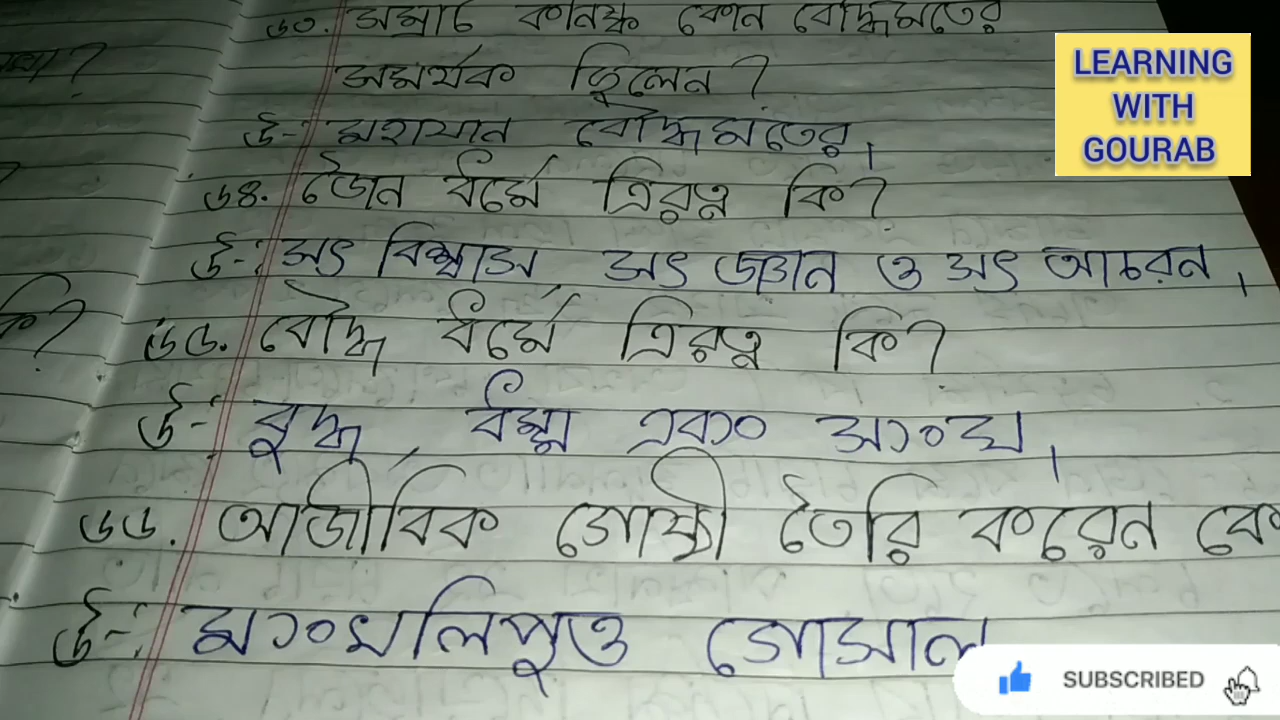 ৬৩. সম্রাট কনিষ্ক কোন বৌদ্ধমতের
সমর্থক ছিলেন?
উ-: মহাযান বৌদ্ধমতের।
৬৪. জৈন ধর্মে ত্রিরত্ন কি?
উ-: সৎ বিশ্বাস, সৎ জ্ঞান ও সৎ আচরন।
৬৫. বৌদ্ধ ধর্মে ত্রিরত্ন কি?
কি?
উ-: বুদ্ধ, ধম্ম এবং সংঘ।
৬৬. আজীবিক গোষ্ঠী তৈরি করেন কে
উ-: মংখলিপুত্ত গোসাল
LEARNING
WITH
GOURAB
SUBSCRIBED